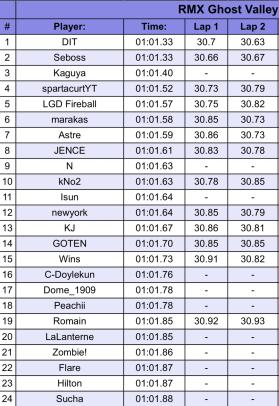 RMX Ghost Valley
# Player: Time: Lap 1 Lap 2
1 DIT 01:01.33 30.7 30.63
2 Seboss 01:01.33 30.66 30.67
3 Kaguya 01:01.40 - -
4 spartacurtYT 01:01.52 30.73 30.79
5 LGD Fireball 01:01.57 30.75 30.82
6 marakas 01:01.58 30.85 30.73
7 Astre 01:01.59 30.86 30.73
8 JENCE 01:01.61 30.83 30.78
9 N 01:01.63 - -
10 kNo2 01:01.63 30.78 30.85
11 Isun 01:01.64 - -
12 newyork 01:01.64 30.85 30.79
13 KJ 01:01.67 30.86 30.81
14 GOTEN 01:01.70 30.85 30.85
15 Wins 01:01.73 30.91 30.82
16 C-Doylekun 01:01.76 - -
17 Dome_1909 01:01.78 - -
18 Peachii 01:01.78 - -
19 Romain 01:01.85 30.92 30.93
20 LaLanterne 01:01.85 - -
21 Zombie! 01:01.86 - -
22 Flare 01:01.87 - -
23 Hilton 01:01.87 - -
24 Sucha 01:01.88 - -